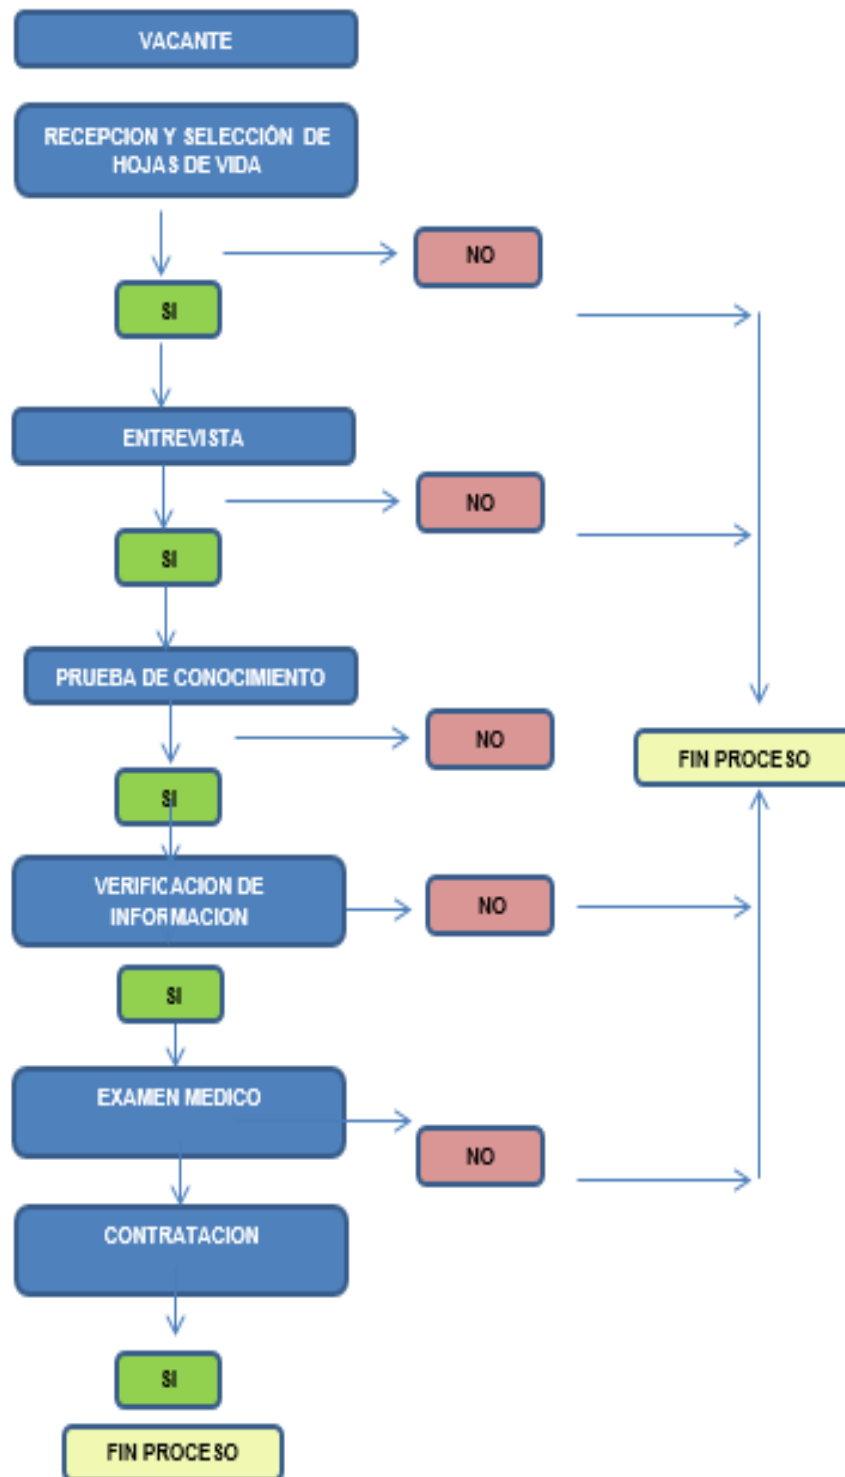 VACANTE
RECEPCION Y SELECCIÓN DE
HOJAS DE VIDA
NO
SI
ENTREVISTA
NO
SI
PRUEBA DE CONOCIMIENTO
NO
FIN PROCESO
SI
VERIFICACION DE
INFORMACION
NO
SI
EXAMEN MEDICO
NO
CONTRATACION
SI
FIN PROCESO